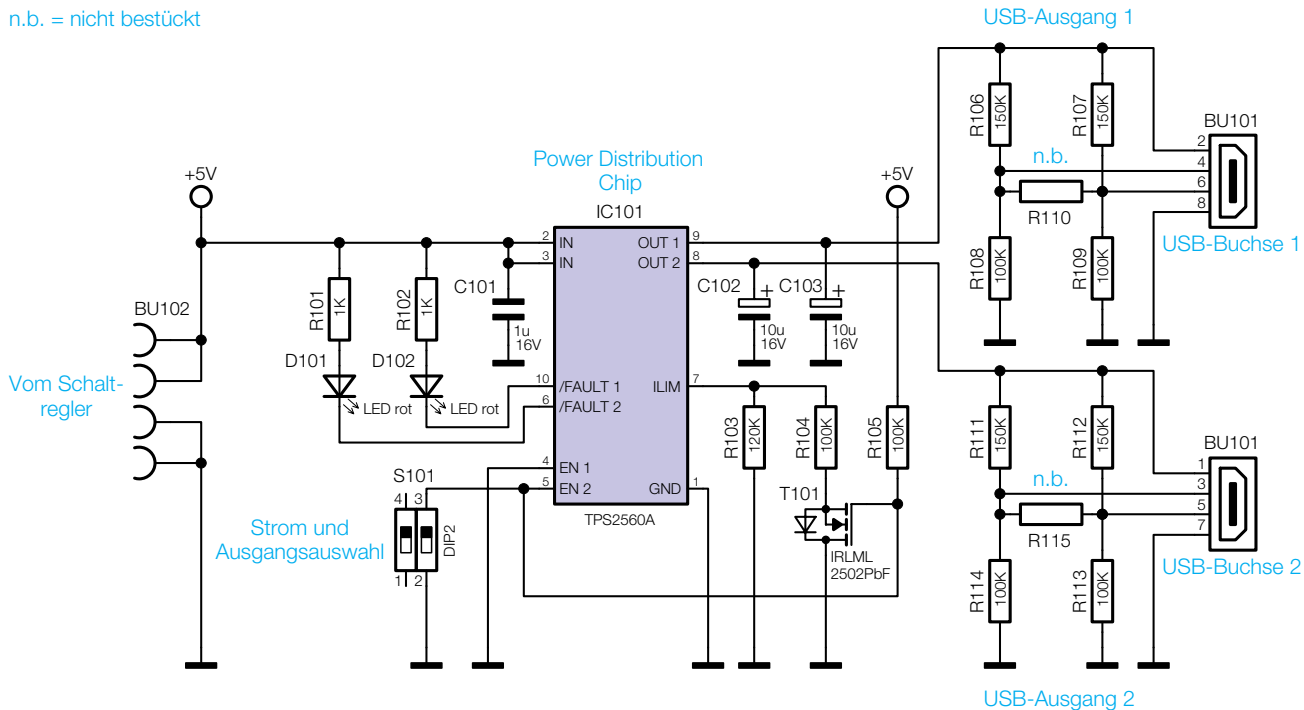 n.b. = nicht bestückt
USB-Ausgang 1
R106
150K
R107
150K
BU101
2
4
6
8
n.b.
R110
R108
100K
R109
100K
USB-Buchse 1
Power Distribution
Chip
IC101
+5V
+5V
2
IN
3
IN
OUT 1
9
OUT 2
8
BU102
R101
1K
R102
1K
C101
1u
16V
C102
+
10u
16V
C103
+
10u
16V
Vom Schalt-
regler
D101
LED rot
D102
LED rot
10
/FAULT 1
6
/FAULT 2
ILIM
7
R103
120K
R104
100K
R105
100K
4
EN 1
5
EN 2
GND
1
TPS2560A
S101
4
3
1
2
DIP2
Strom und
Ausgangsauswahl
T101
IRLML
2502PbF
R111
150K
R112
150K
BU101
1
3
5
7
n.b.
R115
R114
100K
R113
100K
USB-Buchse 2
USB-Ausgang 2